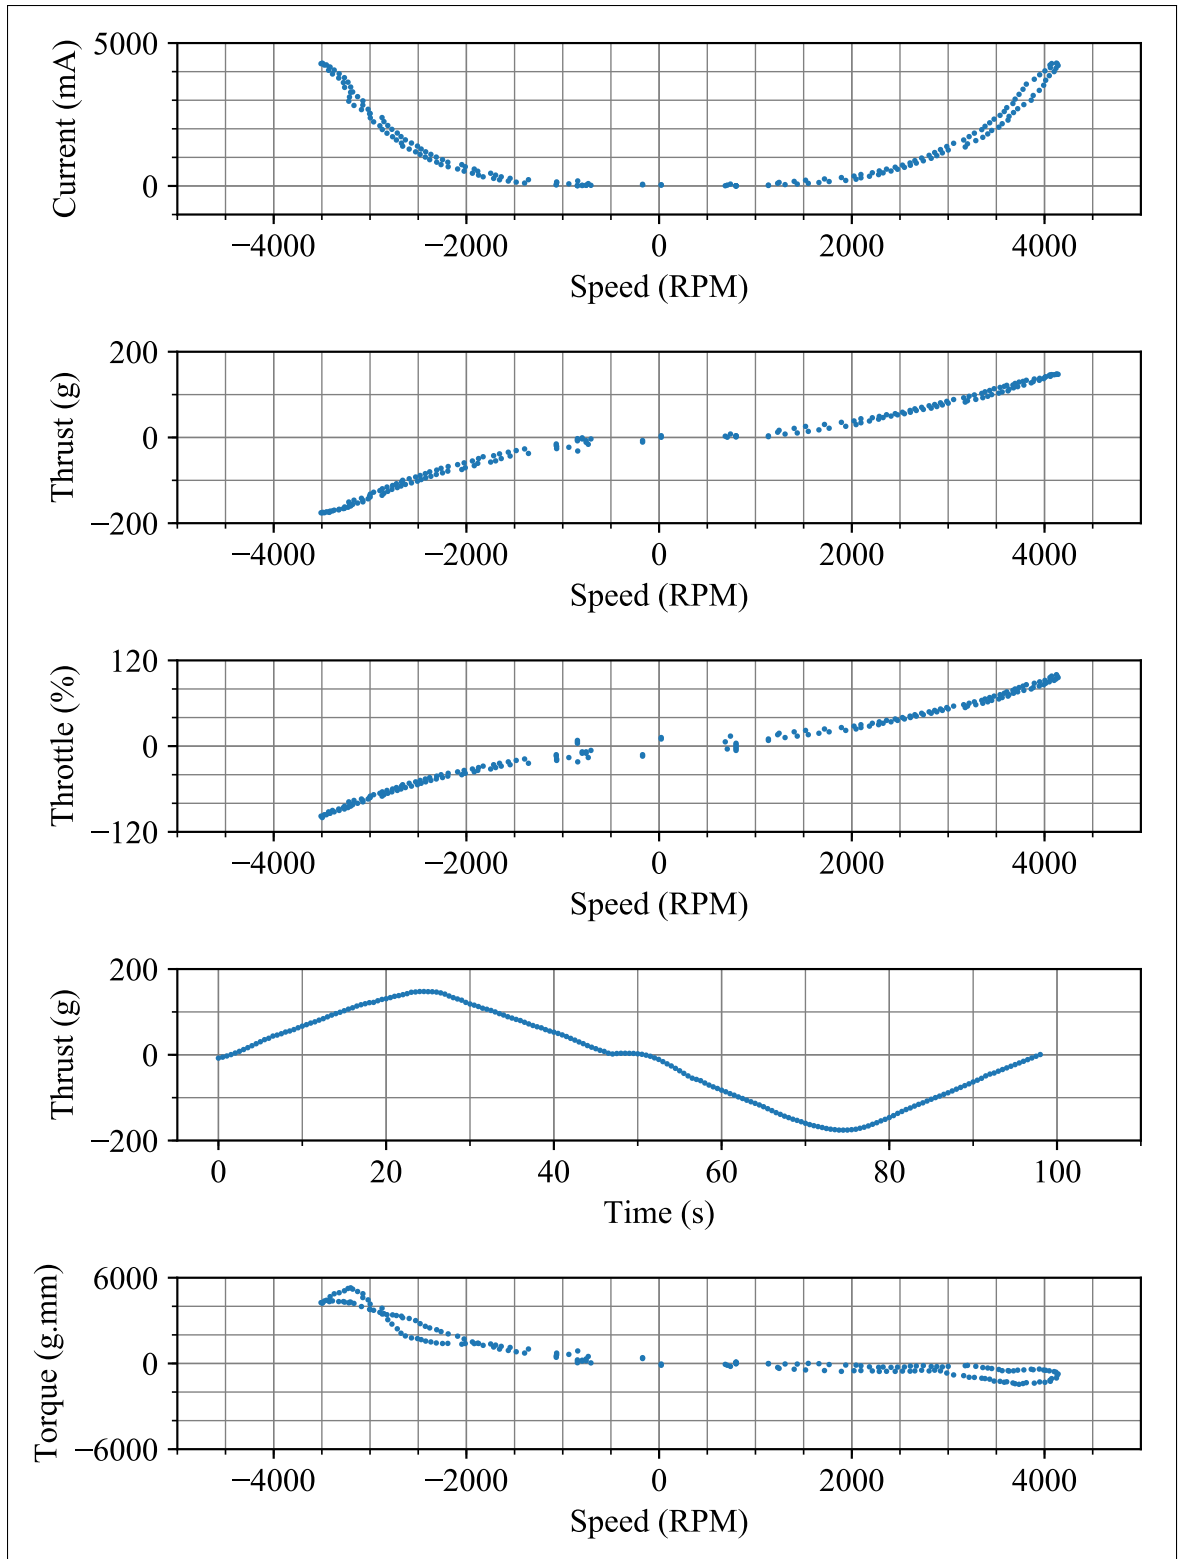 5000
0
Current (mA)
−4000 −2000 0 2000 4000
Speed (RPM)
200
0
−200
Thrust (g)
−4000 −2000 0 2000 4000
Speed (RPM)
120
0
−120
Throttle (%)
−4000 −2000 0 2000 4000
Speed (RPM)
200
0
−200
Thrust (g)
0 20 40 60 80 100
Time (s)
6000
0
−6000
Torque (g.mm)
−4000 −2000 0 2000 4000
Speed (RPM)